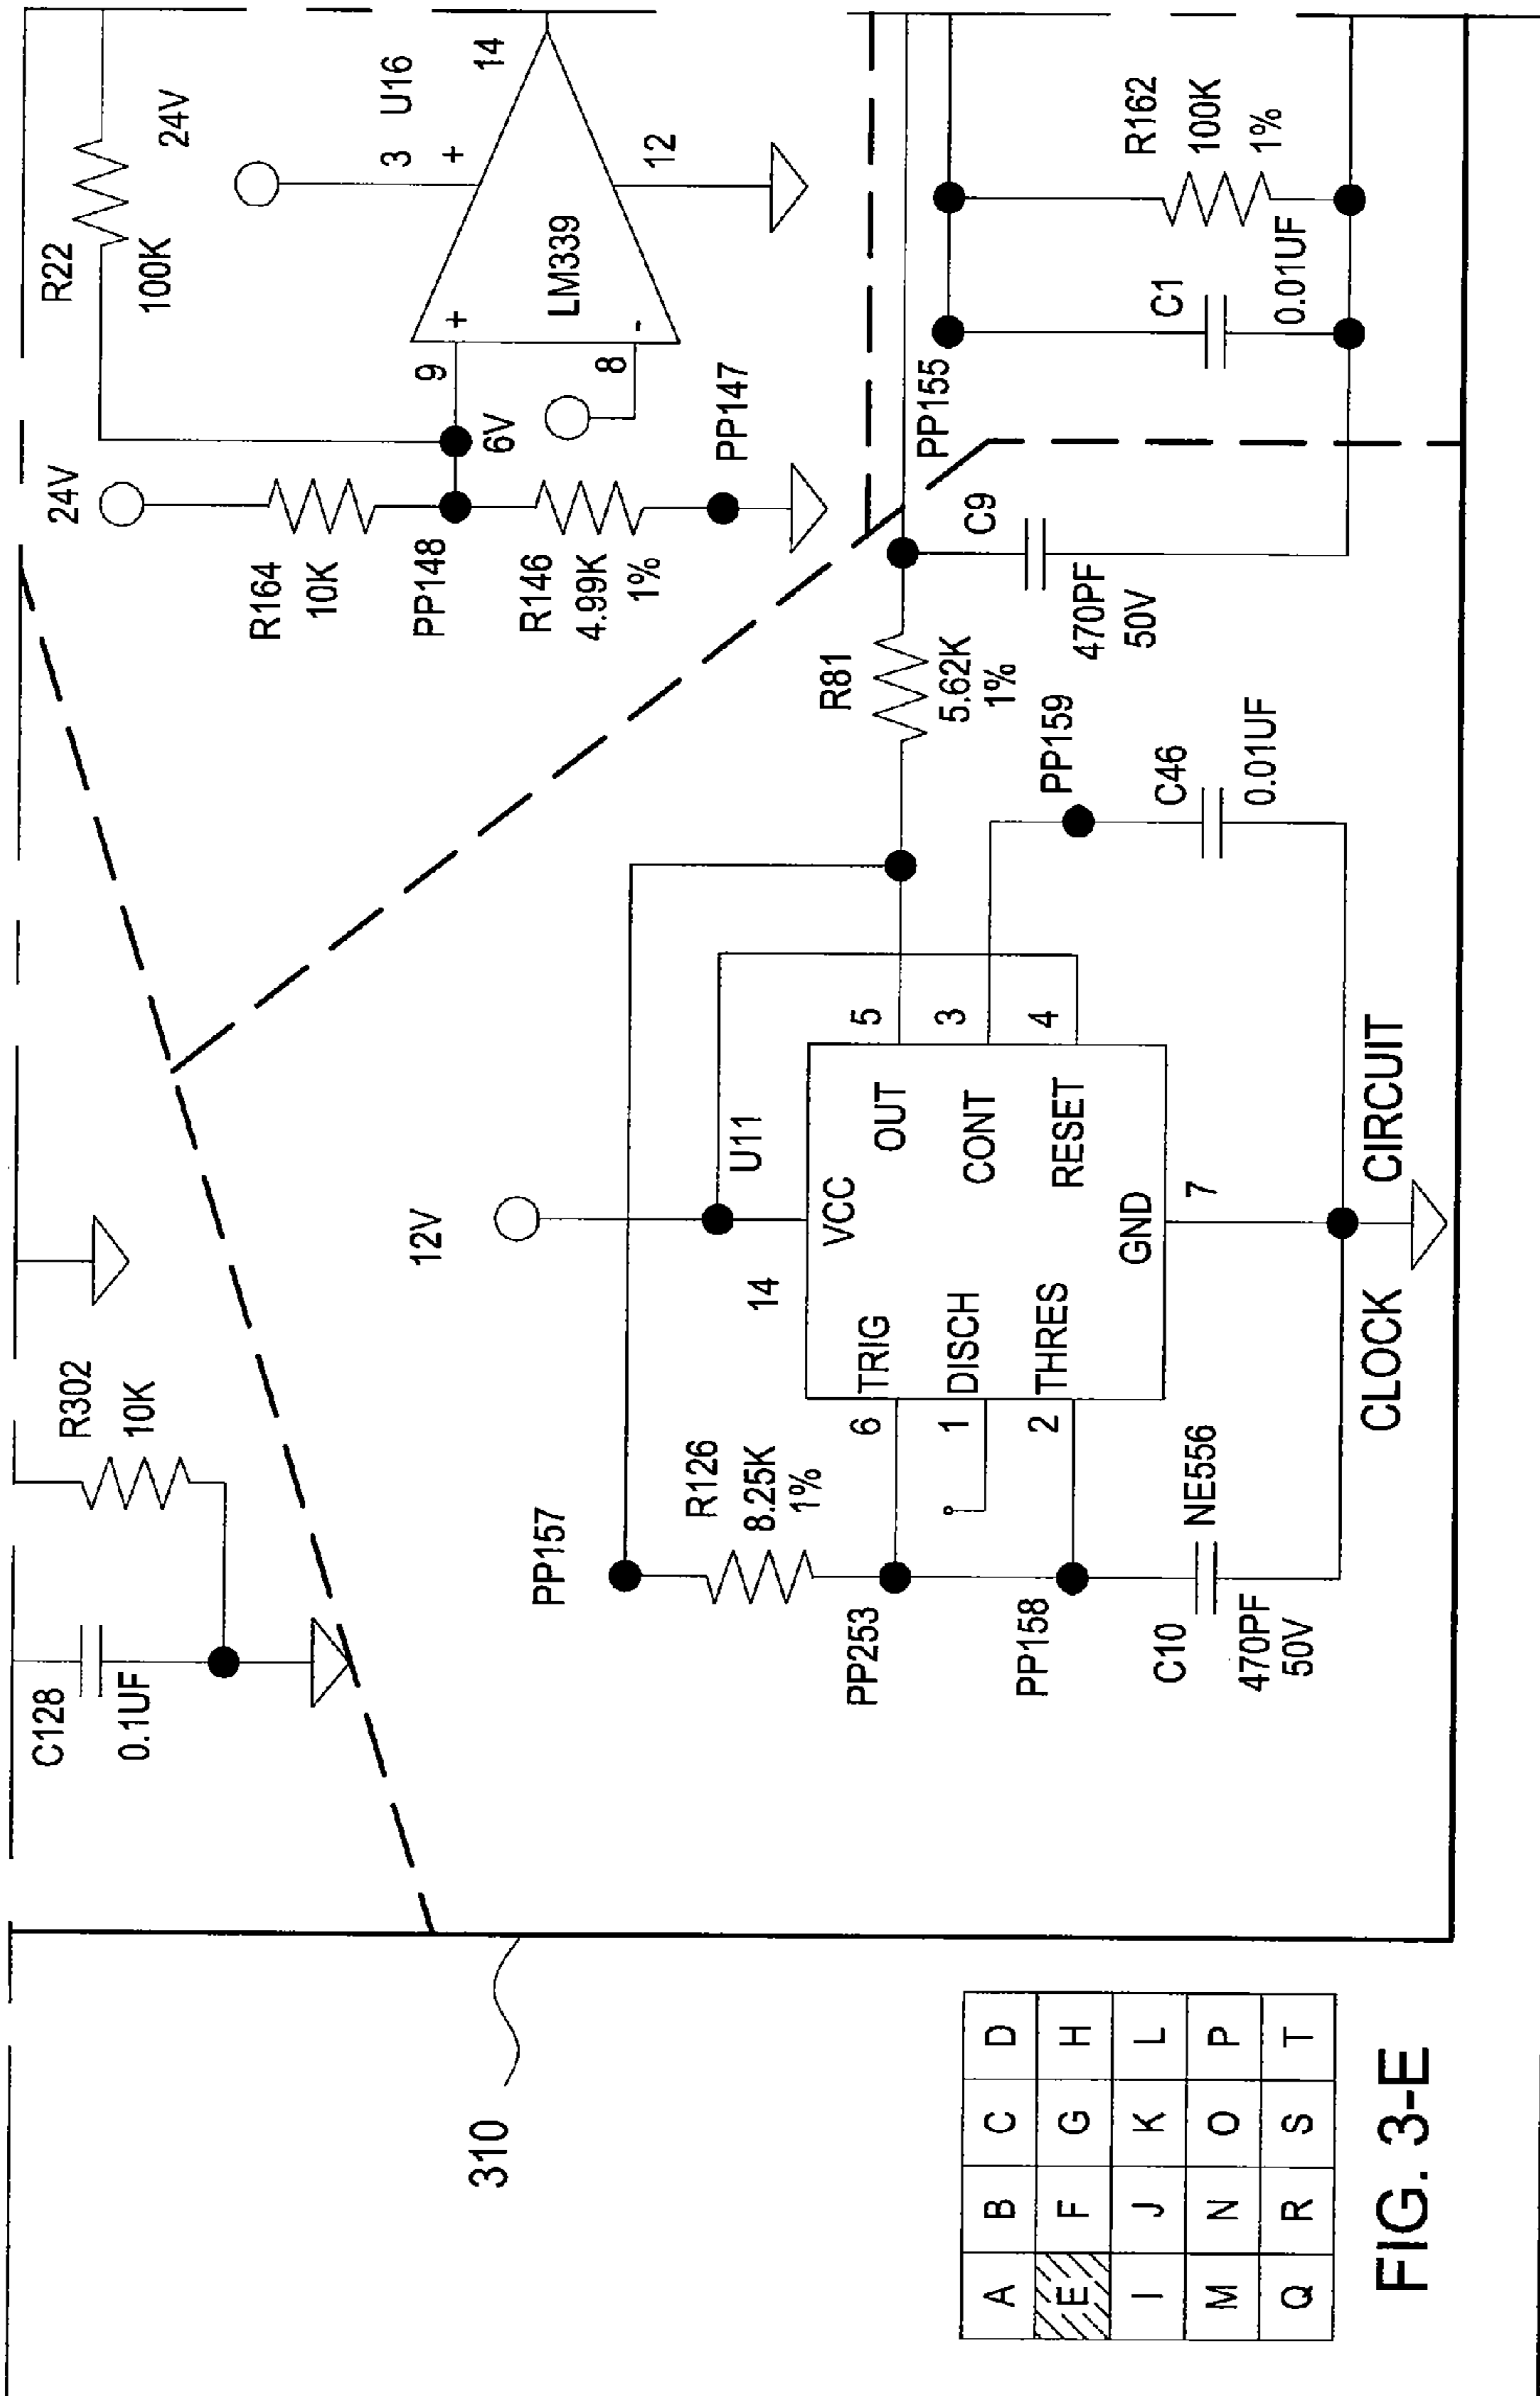 C128
0.1UF
R302
10K
24V
R164
10K
R22
100K
24V
U16
3
+
14
9
+
6V
PP148
R146
4.99K
1%
LM339
8
-
12
PP147
12V
14
U11
VCC
TRIG
DISCH
THRES
OUT
CONT
RESET
GND
6
1
2
5
3
4
7
PP157
R126
8.25K
1%
PP253
PP158
C10
470PF
50V
NE556
R81
5.62K
1%
PP159
C46
0.01UF
C9
470PF
50V
PP155
C1
0.01UF
R162
100K
1%
CLOCK CIRCUIT
310
A B C D
E F G H
I J K L
M N O P
Q R S T
FIG. 3-E